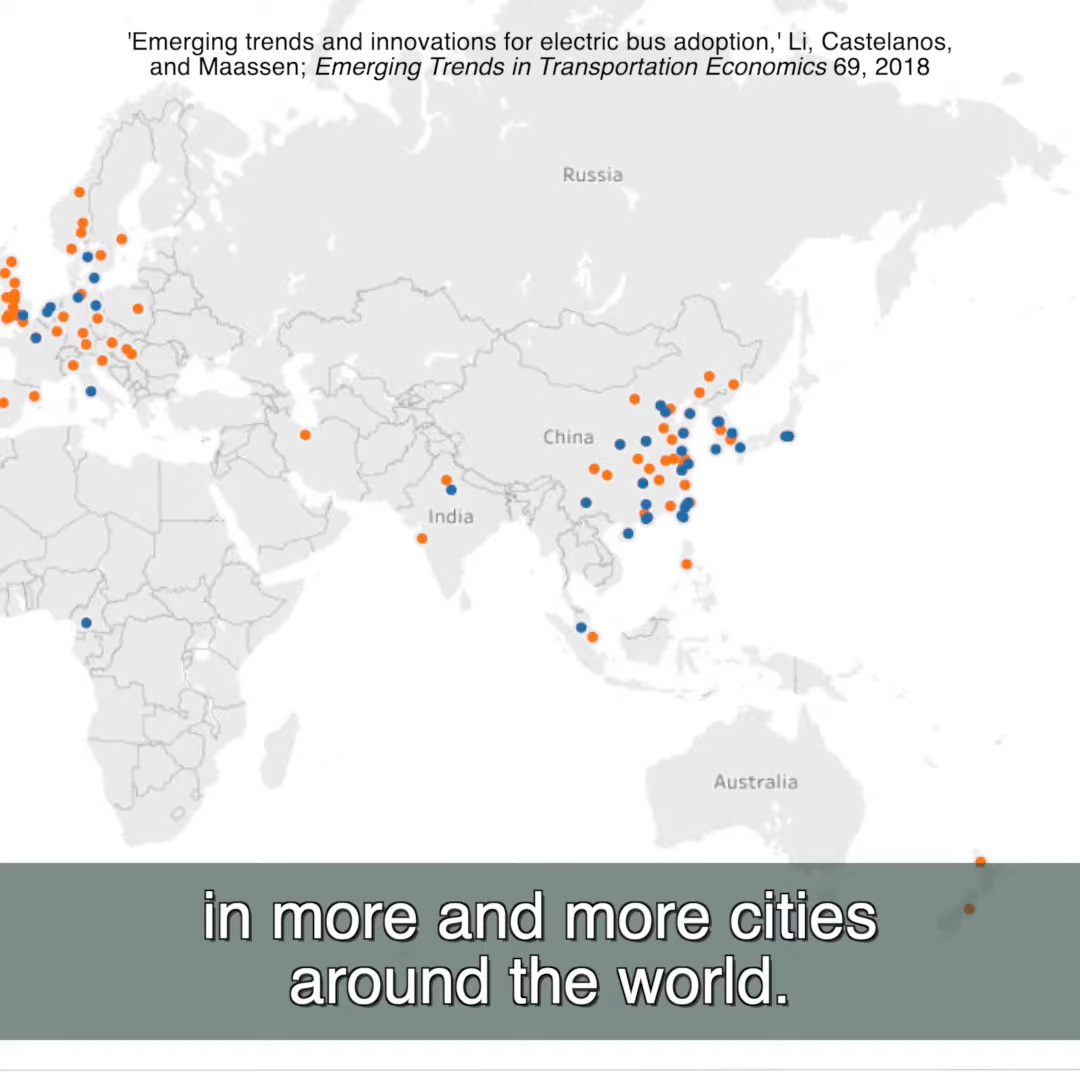 'Emerging trends and innovations for electric bus adoption,' Li, Castelanos,
and Maassen; Emerging Trends in Transportation Economics 69, 2018
Russia
China
India
Australia
in more and more cities
around the world.